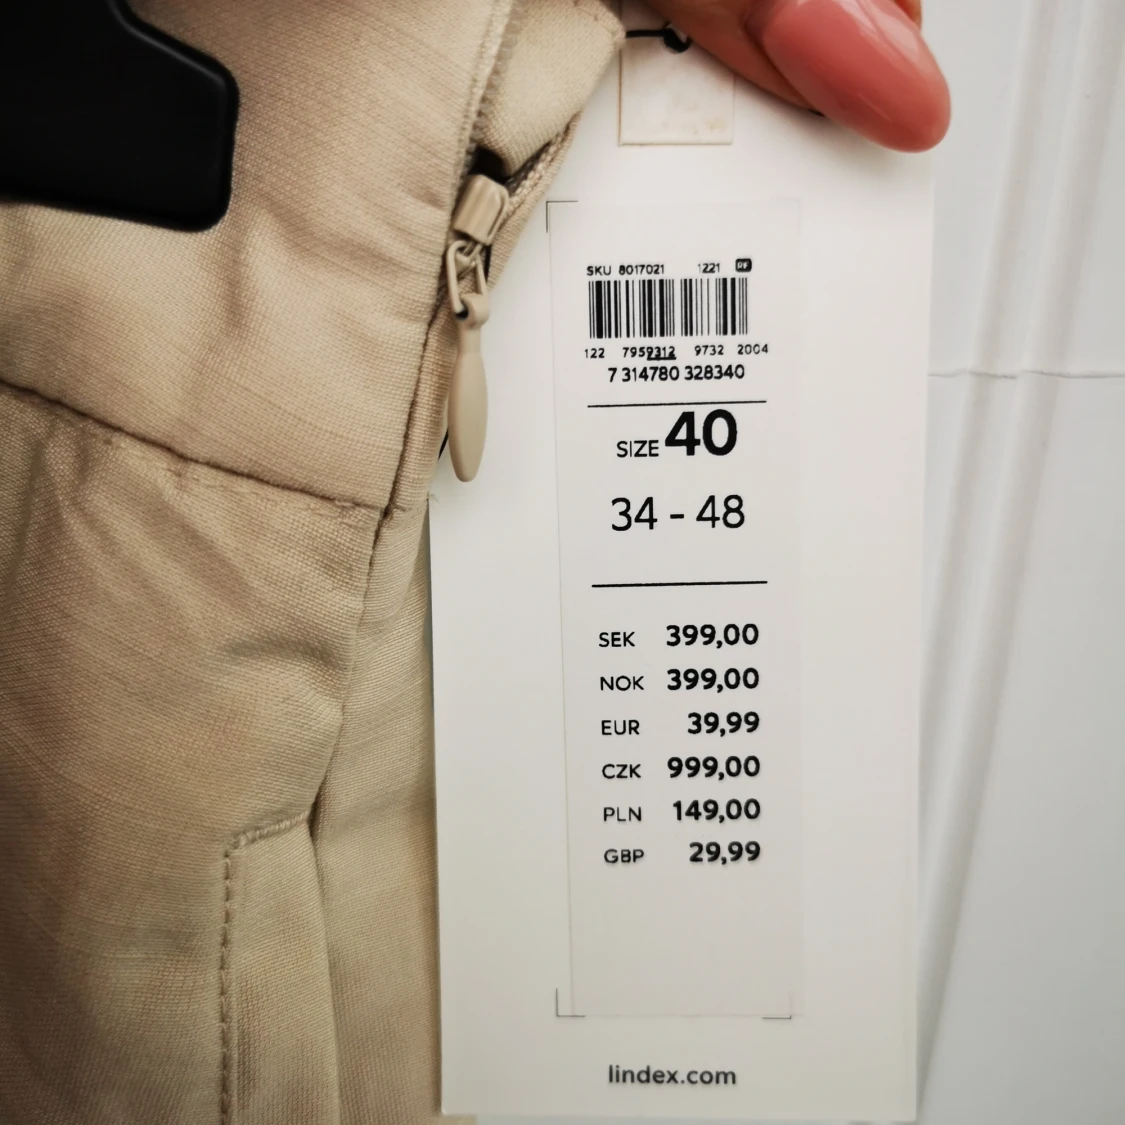 SKU 8017021 1221 RF
122 7959312 9732 2004
7 314780 328340
SIZE 40
34 - 48
SEK 399,00
NOK 399,00
EUR 39,99
CZK 999,00
PLN 149,00
GBP 29,99
lindex.com